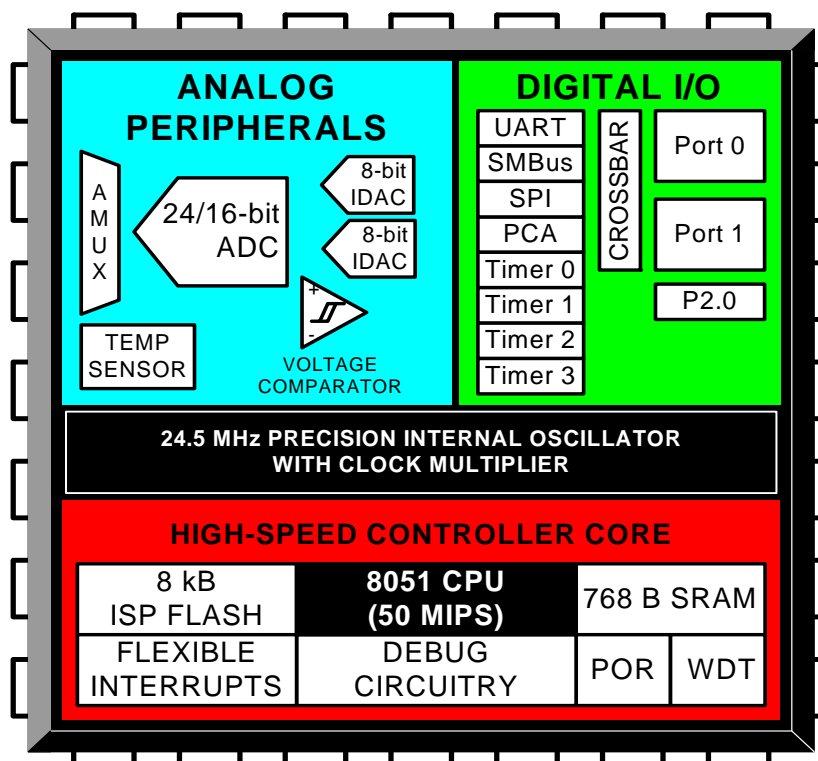 ANALOG
PERIPHERALS
A
M
U
X
24/16-bit
ADC
8-bit
IDAC
8-bit
IDAC
+
-
TEMP
SENSOR
VOLTAGE
COMPARATOR
DIGITAL I/O
UART
SMBus
SPI
PCA
Timer 0
Timer 1
Timer 2
Timer 3
CROSSBAR
Port 0
Port 1
P2.0
24.5 MHz PRECISION INTERNAL OSCILLATOR
WITH CLOCK MULTIPLIER
HIGH-SPEED CONTROLLER CORE
8 kB
ISP FLASH
8051 CPU
(50 MIPS)
768 B SRAM
FLEXIBLE
INTERRUPTS
DEBUG
CIRCUITRY
POR
WDT